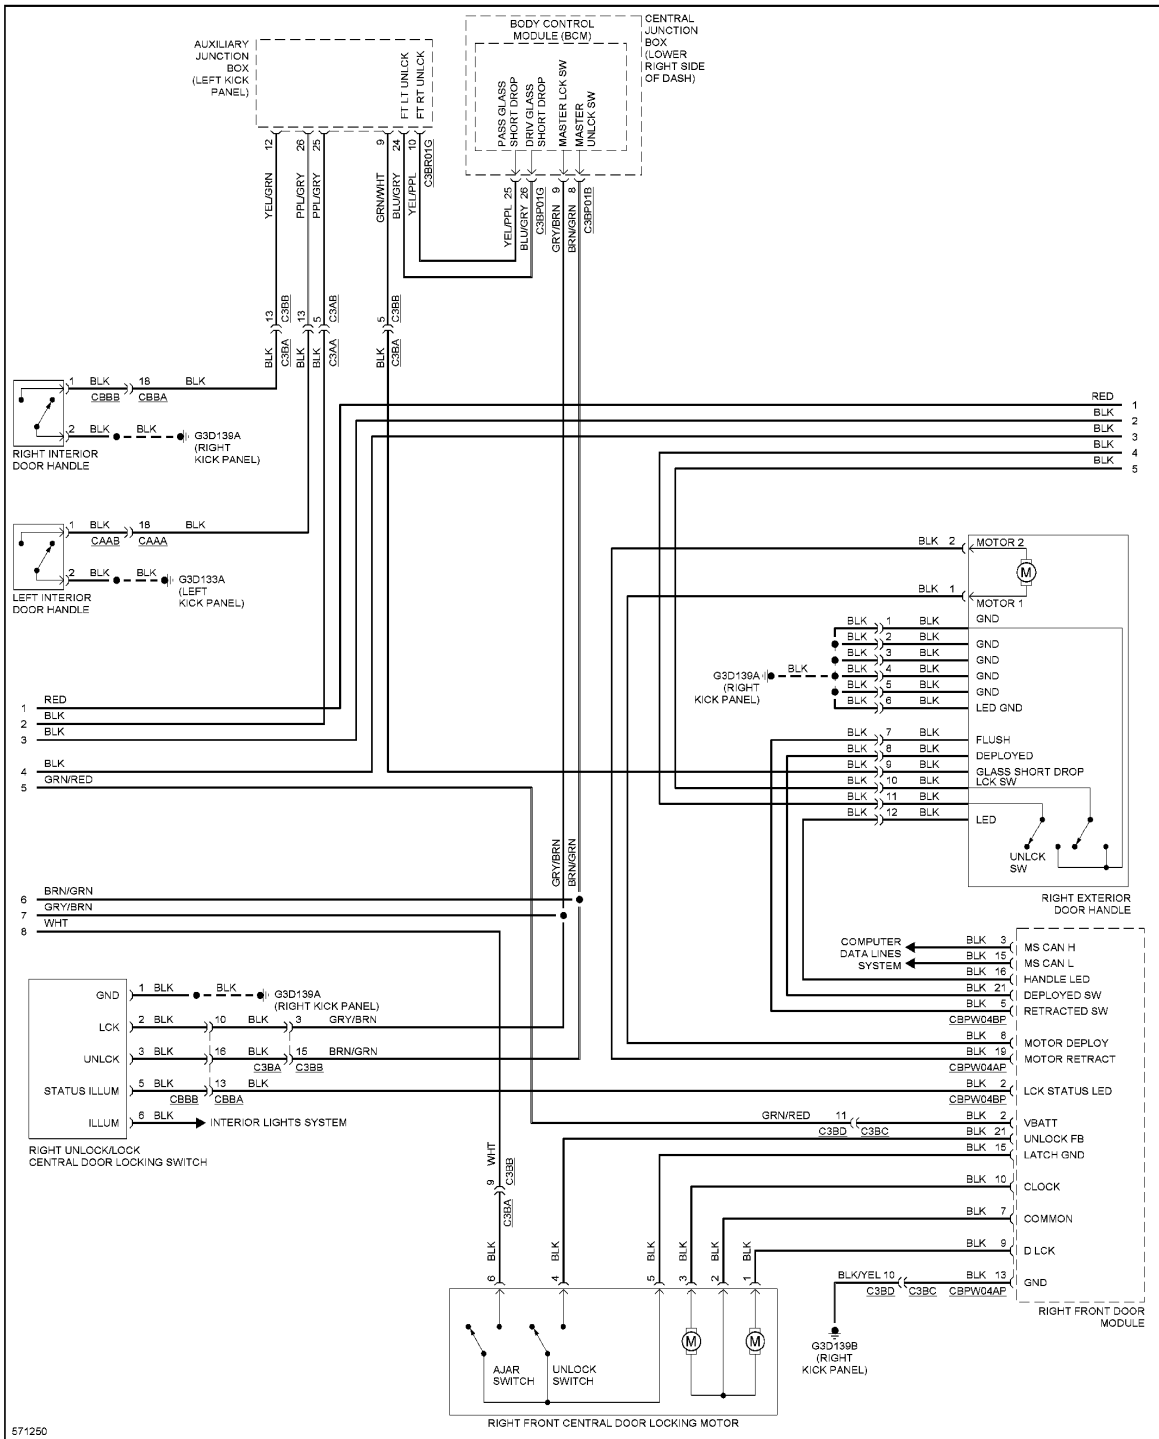 AUXILIARY
JUNCTION
BOX
(LEFT KICK
PANEL)
FT LT UNLCK
FT RT UNLCK
BODY CONTROL
MODULE (BCM)
CENTRAL
JUNCTION
BOX
(LOWER
RIGHT SIDE
OF DASH)
PASS GLASS
SHORT DROP
DRIV GLASS
SHORT DROP
MASTER LCK SW
MASTER
UNLCK SW
12
26
25
9
24
10
C3BR01G
YEL/GRN
PPL/GRY
PPL/GRY
GRN/WHT
BLU/GRY
YEL/PPL
YEL/PPL 25
BLU/GRY 26
C3BP01G
GRY/BRN 9
BRN/GRN 8
C3BP01B
13
C3BB
13
5
C3AB
5
C3BB
BLK
C3BA
BLK
BLK
C3AA
BLK
C3BA
1 BLK 18 BLK
CBBB CBBA
2 BLK BLK
G3D139A
(RIGHT
KICK PANEL)
RIGHT INTERIOR
DOOR HANDLE
RED 1
BLK 2
BLK 3
BLK 4
BLK 5
1 BLK 18 BLK
CAAB CAAA
2 BLK BLK
G3D133A
(LEFT
KICK PANEL)
LEFT INTERIOR
DOOR HANDLE
BLK 2 MOTOR 2
M
BLK 1
MOTOR 1
BLK 1 BLK GND
BLK 2 BLK GND
BLK 3 BLK GND
BLK 4 BLK GND
BLK 5 BLK GND
BLK 6 BLK LED GND
G3D139A BLK
(RIGHT
KICK PANEL)
BLK 7 BLK FLUSH
BLK 8 BLK DEPLOYED
BLK 9 BLK GLASS SHORT DROP
BLK 10 BLK LCK SW
BLK 11 BLK
BLK 12 BLK LED
UNLCK
SW
RIGHT EXTERIOR
DOOR HANDLE
1 RED
2 BLK
3 BLK
4 BLK
5 GRN/RED
GRY/BRN
BRN/GRN
6 BRN/GRN
7 GRY/BRN
8 WHT
COMPUTER
DATA LINES
SYSTEM
BLK 3 MS CAN H
BLK 15 MS CAN L
BLK 16 HANDLE LED
BLK 21 DEPLOYED SW
BLK 5 RETRACTED SW
CBPW04BP
BLK 8 MOTOR DEPLOY
BLK 19 MOTOR RETRACT
CBPW04AP
BLK 2 LCK STATUS LED
CBPW04BP
GRN/RED 11 BLK 2 VBATT
C3BD C3BC
BLK 21 UNLOCK FB
BLK 15 LATCH GND
BLK 10 CLOCK
BLK 7 COMMON
BLK 9 D LCK
BLK/YEL 10 BLK 13 GND
C3BD C3BC CBPW04AP
RIGHT FRONT DOOR
MODULE
G3D139B
(RIGHT
KICK PANEL)
GND 1 BLK BLK
G3D139A
(RIGHT KICK PANEL)
LCK 2 BLK 10 BLK 3 GRY/BRN
UNLCK 3 BLK 16 BLK 15 BRN/GRN
C3BA C3BB
STATUS ILLUM 5 BLK 13 BLK
CBBB CBBA
ILLUM 6 BLK INTERIOR LIGHTS SYSTEM
RIGHT UNLOCK/LOCK
CENTRAL DOOR LOCKING SWITCH
WHT
9
C3BB
C3BA
BLK
BLK
BLK
BLK
BLK
BLK
6
4
5
3
2
1
M
M
AJAR
SWITCH
UNLOCK
SWITCH
RIGHT FRONT CENTRAL DOOR LOCKING MOTOR
571250